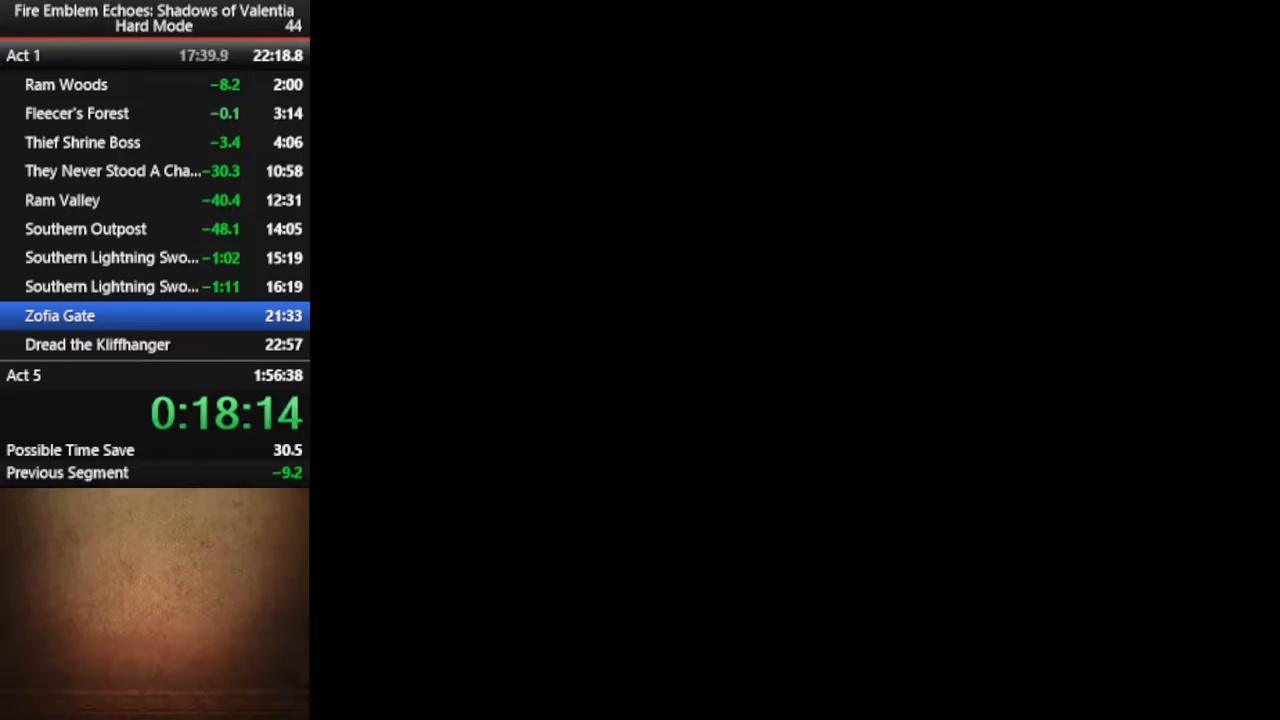 Fire Emblem Echoes: Shadows of Valentia
Hard Mode 44
Act 1 17:39.9 22:18.8
Ram Woods −8.2 2:00
Fleecer's Forest −0.1 3:14
Thief Shrine Boss −3.4 4:06
They Never Stood A Cha... −30.3 10:58
Ram Valley −40.4 12:31
Southern Outpost −48.1 14:05
Southern Lightning Swo... −1:02 15:19
Southern Lightning Swo... −1:11 16:19
Zofia Gate 21:33
Dread the Kliffhanger 22:57
Act 5 1:56:38
0:18:14
Possible Time Save 30.5
Previous Segment −9.2